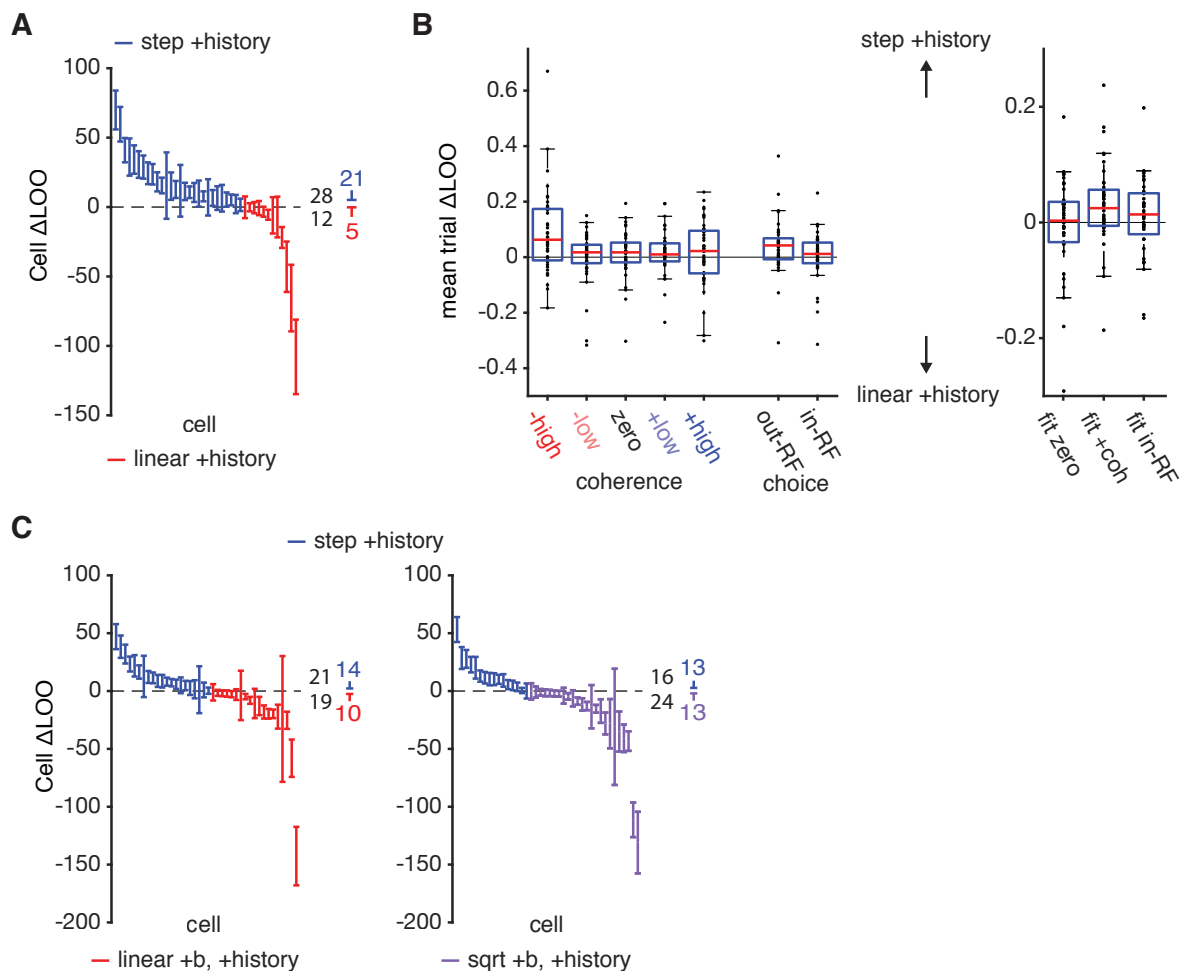 A
step +history
100
50
0
-50
-100
-150
Cell ΔLOO
28
12
21
5
cell
linear +history
B
0.6
0.4
0.2
0
-0.2
-0.4
mean trial ΔLOO
-high
-low
zero
+low
+high
out-RF
in-RF
coherence
choice
step +history
linear +history
0.2
0
-0.2
fit zero
fit +coh
fit in-RF
C
step +history
100
50
0
-50
-100
-150
-200
Cell ΔLOO
21
19
14
10
cell
linear +b, +history
100
50
0
-50
-100
-150
-200
16
24
13
13
cell
sqrt +b, +history